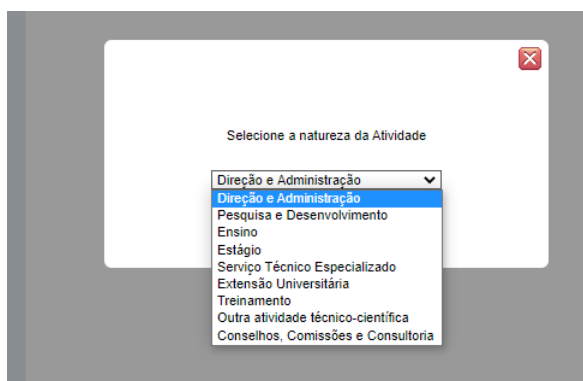 Selecione a natureza da Atividade
Direção e Administração
Direção e Administração
Pesquisa e Desenvolvimento
Ensino
Estágio
Serviço Técnico Especializado
Extensão Universitária
Treinamento
Outra atividade técnico-científica
Conselhos, Comissões e Consultoria